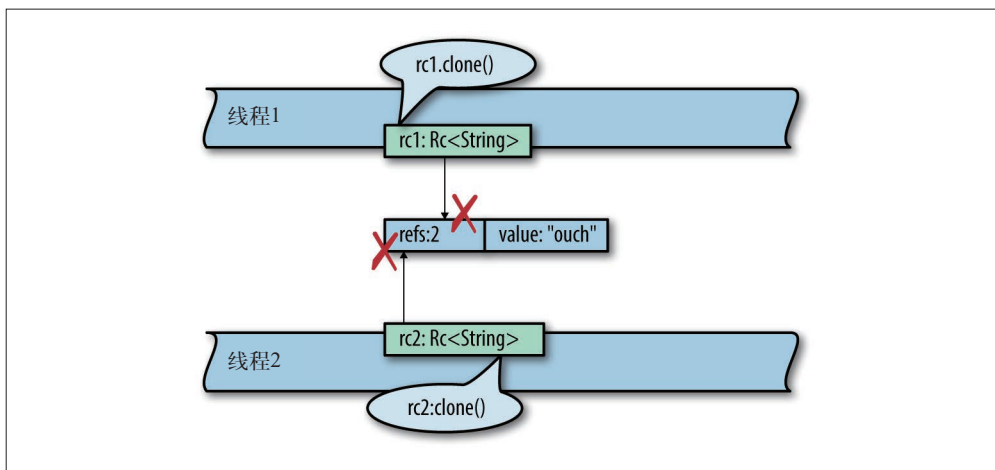 rc1.clone()
线程1
rc1: Rc<String>
refs:2
value: "ouch"
rc2: Rc<String>
线程2
rc2:clone()